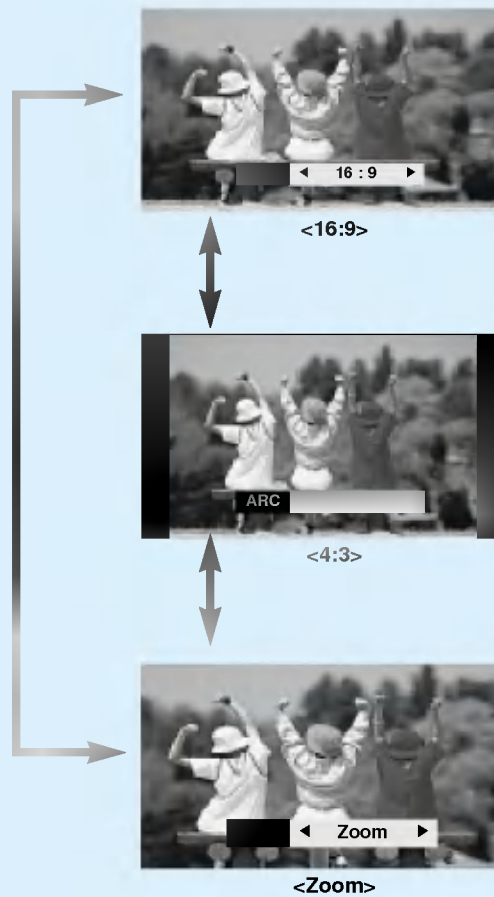 ◄ 16 : 9 ►
<16:9>
ARC
<4:3>
◄ Zoom ►
<Zoom>